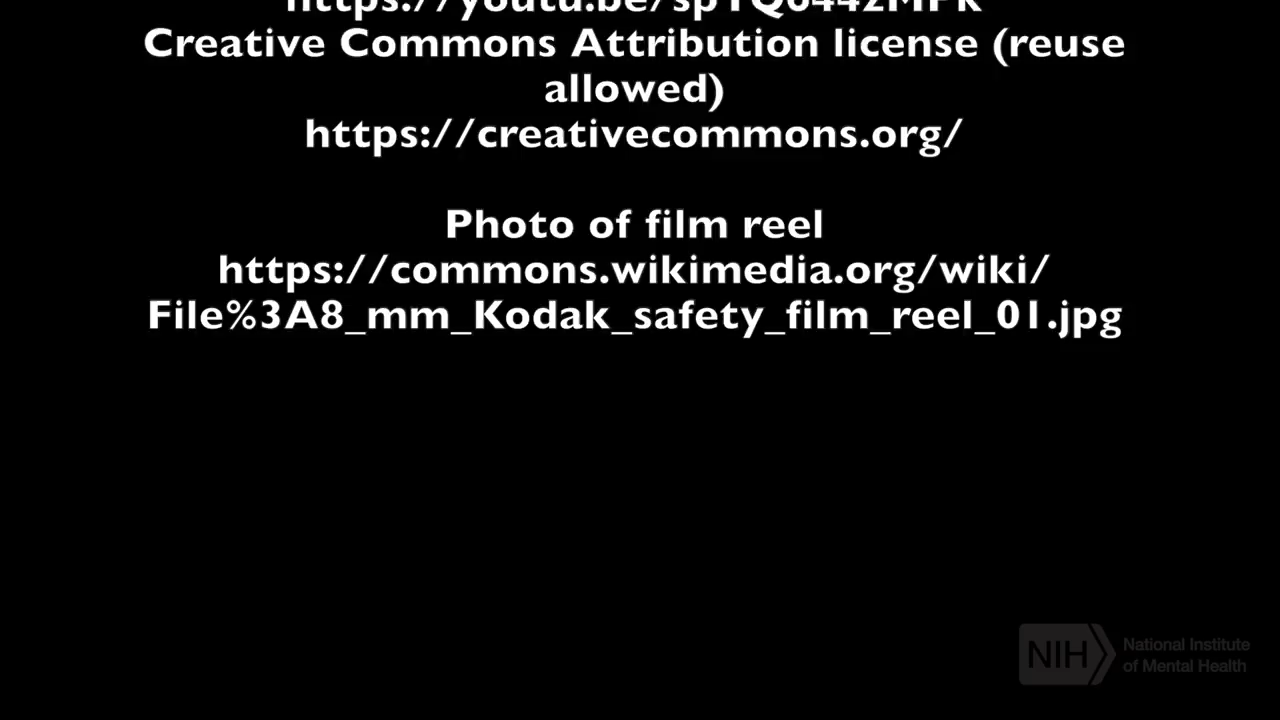 Creative Commons Attribution license (reuse
allowed)
https://creativecommons.org/
Photo of film reel
https://commons.wikimedia.org/wiki/
File%3A8_mm_Kodak_safety_film_reel_01.jpg
NIH
National Institute
of Mental Health